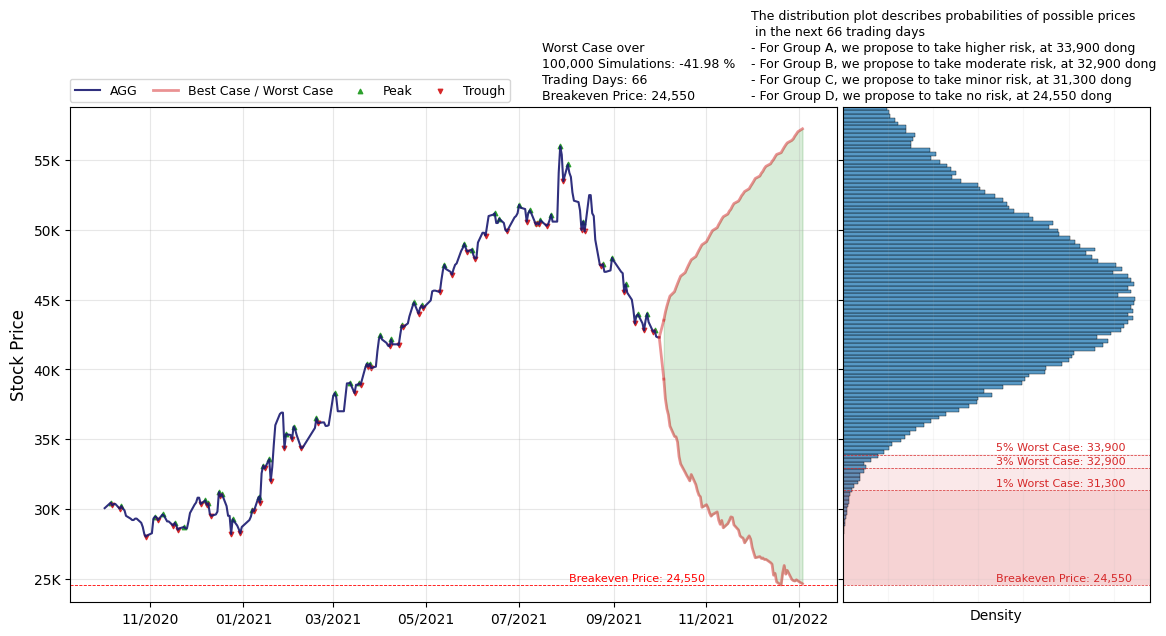 The distribution plot describes probabilities of possible prices
in the next 66 trading days
- For Group A, we propose to take higher risk, at 33,900 dong
- For Group B, we propose to take moderate risk, at 32,900 dong
- For Group C, we propose to take minor risk, at 31,300 dong
- For Group D, we propose to take no risk, at 24,550 dong
Worst Case over
100,000 Simulations: -41.98 %
Trading Days: 66
Breakeven Price: 24,550
AGG
Best Case / Worst Case
Peak
Trough
Stock Price
55K
50K
45K
40K
35K
30K
25K
Breakeven Price: 24,550
11/2020
01/2021
03/2021
05/2021
07/2021
09/2021
11/2021
01/2022
5% Worst Case: 33,900
3% Worst Case: 32,900
1% Worst Case: 31,300
Breakeven Price: 24,550
Density